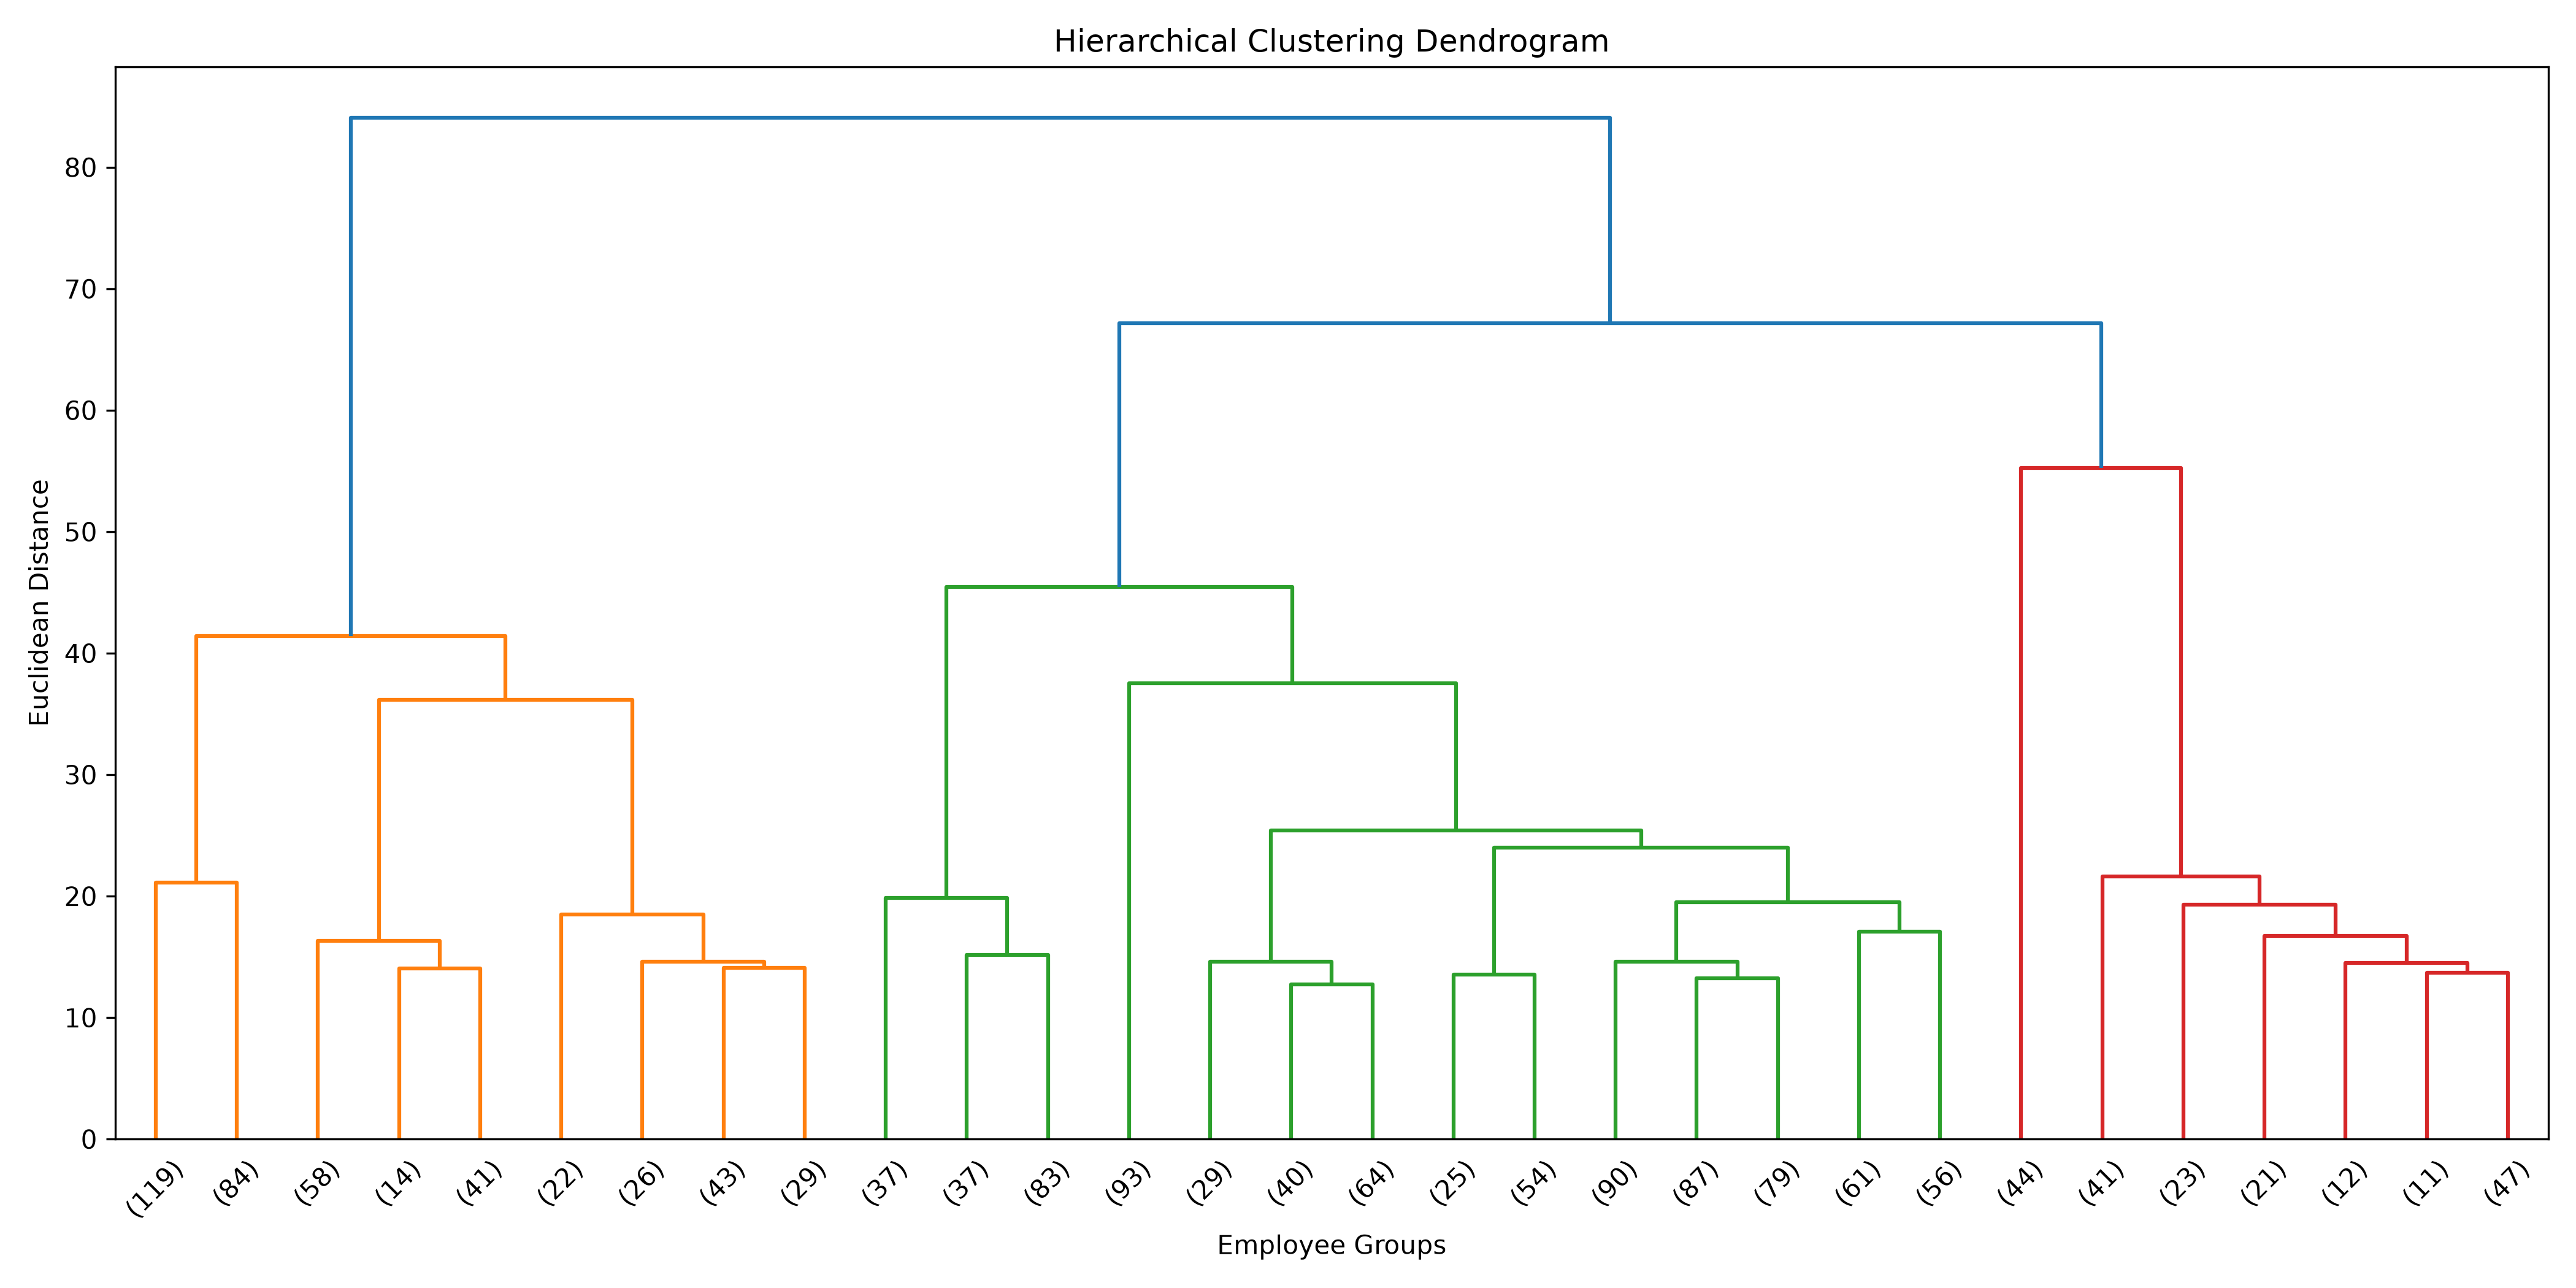 Hierarchical Clustering Dendrogram
Euclidean Distance
80
70
60
50
40
30
20
10
0
(119) (84) (58) (14) (41) (22) (26) (43) (29) (37) (37) (83) (93) (29) (40) (64) (25) (54) (90) (87) (79) (61) (56) (44) (41) (23) (21) (12) (11) (47)
Employee Groups